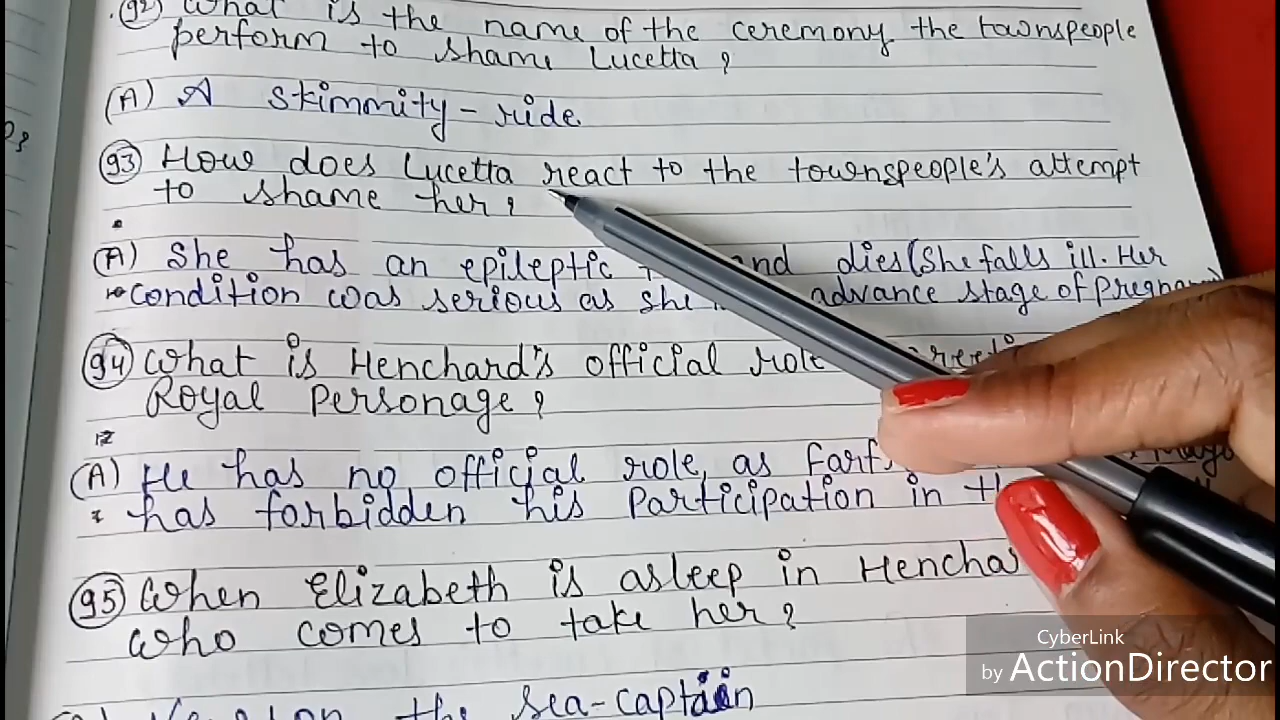 92) What is the name of the ceremony the townspeople
perform to shame Lucetta?
(A) A skimmity-ride
93) How does Lucetta react to the townspeople's attempt
to shame her?
(A) She has an epileptic and dies (She falls ill. Her
condition was serious as she advance stage of pregnancy)
94) What is Henchard's official role
Royal Personage?
(A) He has no official role, as
has forbidden his participation in
95) When Elizabeth is asleep in
who comes to take her?
the sea-captain
CyberLink
by ActionDirector